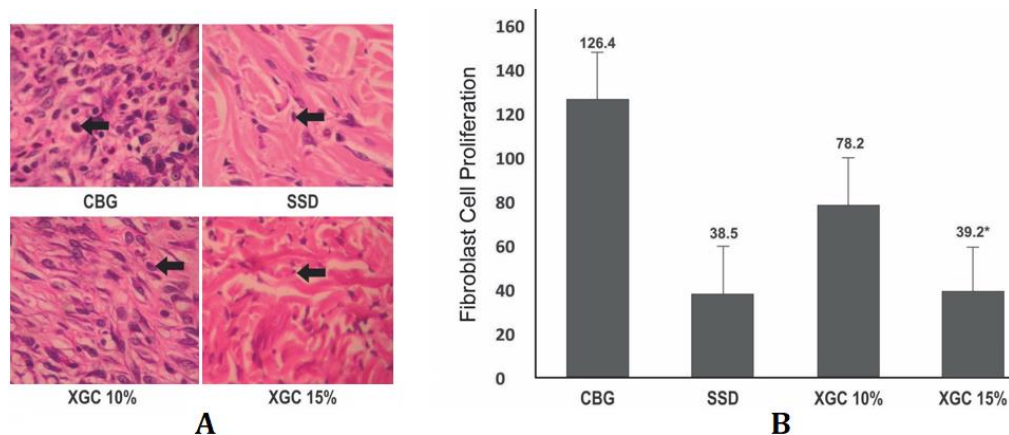 CBG
SSD
XGC 10%
XGC 15%
A
Fibroblast Cell Proliferation
160
140
120
100
80
60
40
20
0
126.4
38.5
78.2
39.2*
CBG
SSD
XGC 10%
XGC 15%
B